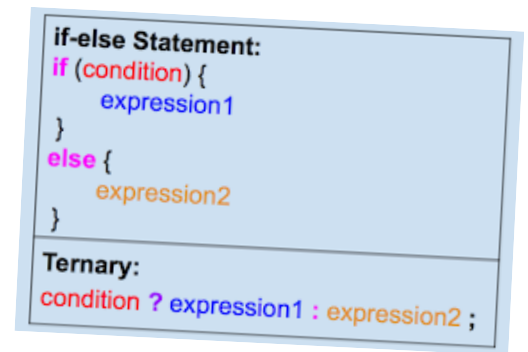 if-else Statement:
if (condition) {
expression1
}
else {
expression2
}
Ternary:
condition ? expression1 : expression2 ;